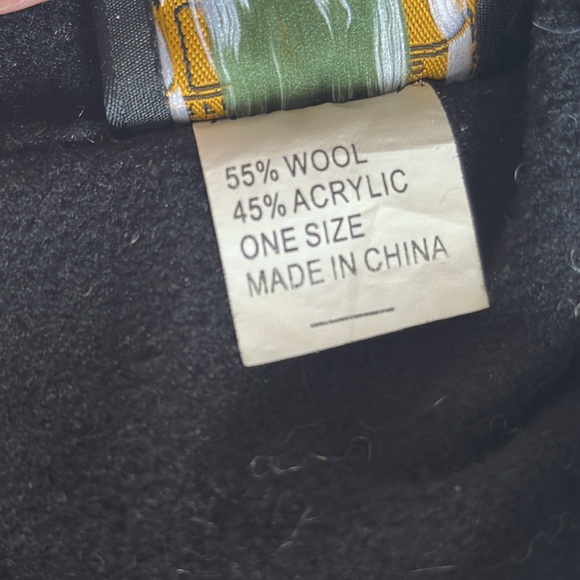 55% WOOL
45% ACRYLIC
ONE SIZE
MADE IN CHINA